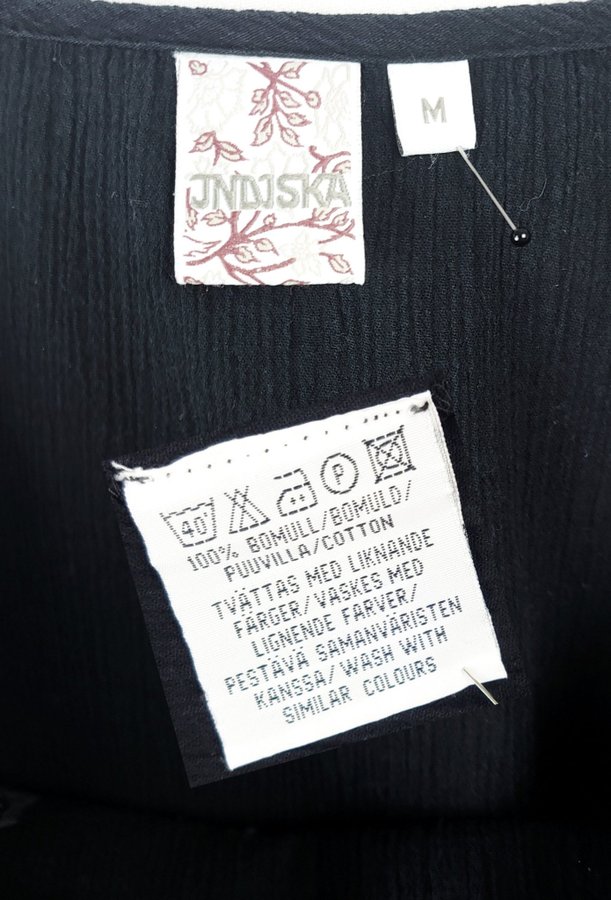 INDISKA
M
40 P
100% BOMULL/BOMULD/
PUUVILLA/COTTON
TVÄTTAS MED LIKNANDE
FÄRGER/VASKES MED
LIGNENDE FARVER/
PESTÄVÄ SAMANVÄRISTEN
KANSSA/WASH WITH
SIMILAR COLOURS